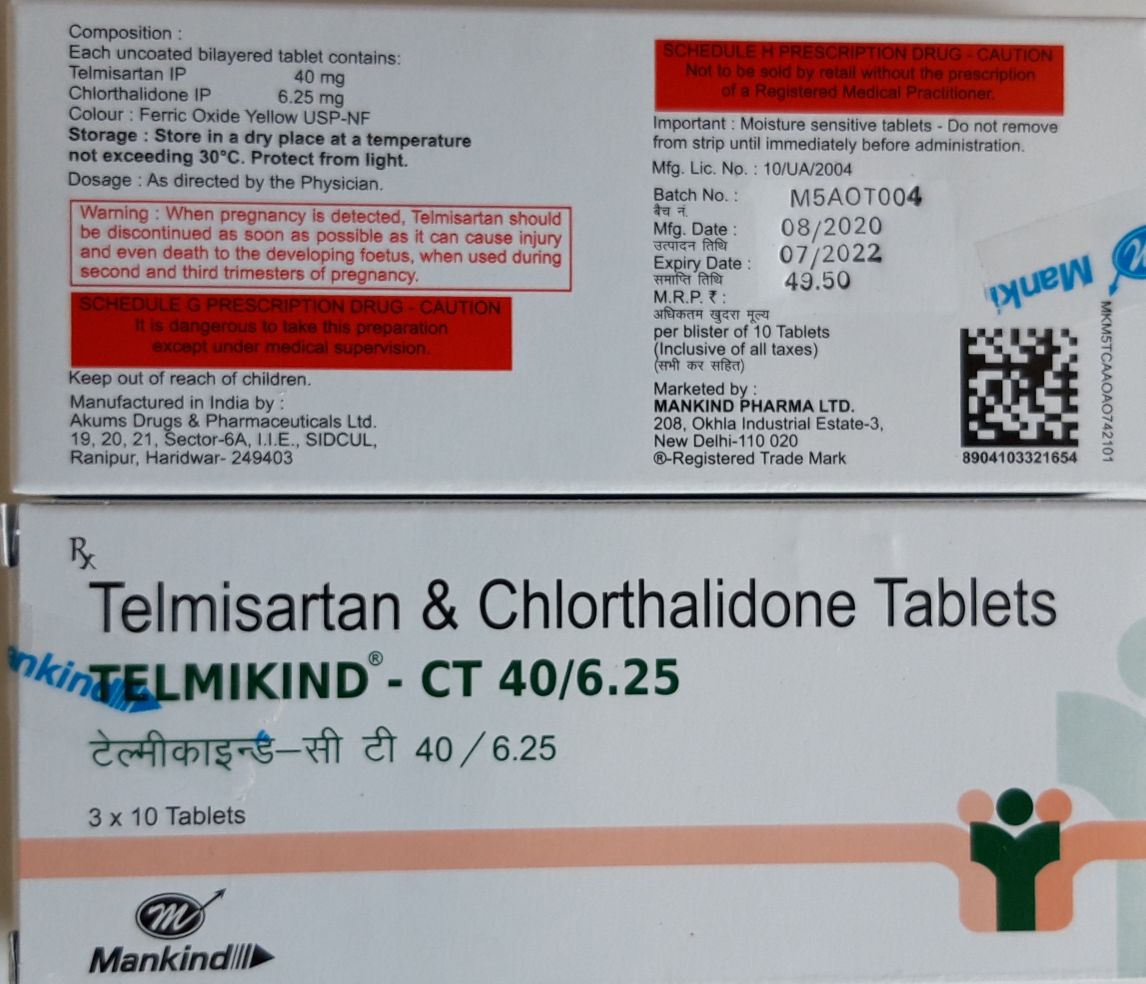 Composition :
Each uncoated bilayered tablet contains:
Telmisartan IP 40 mg
Chlorthalidone IP 6.25 mg
Colour : Ferric Oxide Yellow USP-NF
Storage : Store in a dry place at a temperature
not exceeding 30°C. Protect from light.
Dosage : As directed by the Physician.
Warning : When pregnancy is detected, Telmisartan should
be discontinued as soon as possible as it can cause injury
and even death to the developing foetus, when used during
second and third trimesters of pregnancy.
SCHEDULE G PRESCRIPTION DRUG - CAUTION
It is dangerous to take this preparation
except under medical supervision.
Keep out of reach of children.
Manufactured in India by :
Akums Drugs & Pharmaceuticals Ltd.
19, 20, 21, Sector-6A, I.I.E., SIDCUL,
Ranipur, Haridwar- 249403
SCHEDULE H PRESCRIPTION DRUG - CAUTION
Not to be sold by retail without the prescription
of a Registered Medical Practitioner.
Important : Moisture sensitive tablets - Do not remove
from strip until immediately before administration.
Mfg. Lic. No. : 10/UA/2004
Batch No. : M5AOT004
बैच नं.
Mfg. Date : 08/2020
उत्पादन तिथि
Expiry Date : 07/2022
समाप्ति तिथि
M.R.P. ₹ : 49.50
अधिकतम खुदरा मूल्य
per blister of 10 Tablets
(Inclusive of all taxes)
(सभी कर सहित)
Marketed by :
MANKIND PHARMA LTD.
208, Okhla Industrial Estate-3,
New Delhi-110 020
®-Registered Trade Mark
Manki
MKM5TCAAOAO742101
8904103321654
Rx
Telmisartan & Chlorthalidone Tablets
TELMIKIND® - CT 40/6.25
ankind
टेल्मीकाइन्ड–सी टी 40 / 6.25
3 x 10 Tablets
m
Mankind